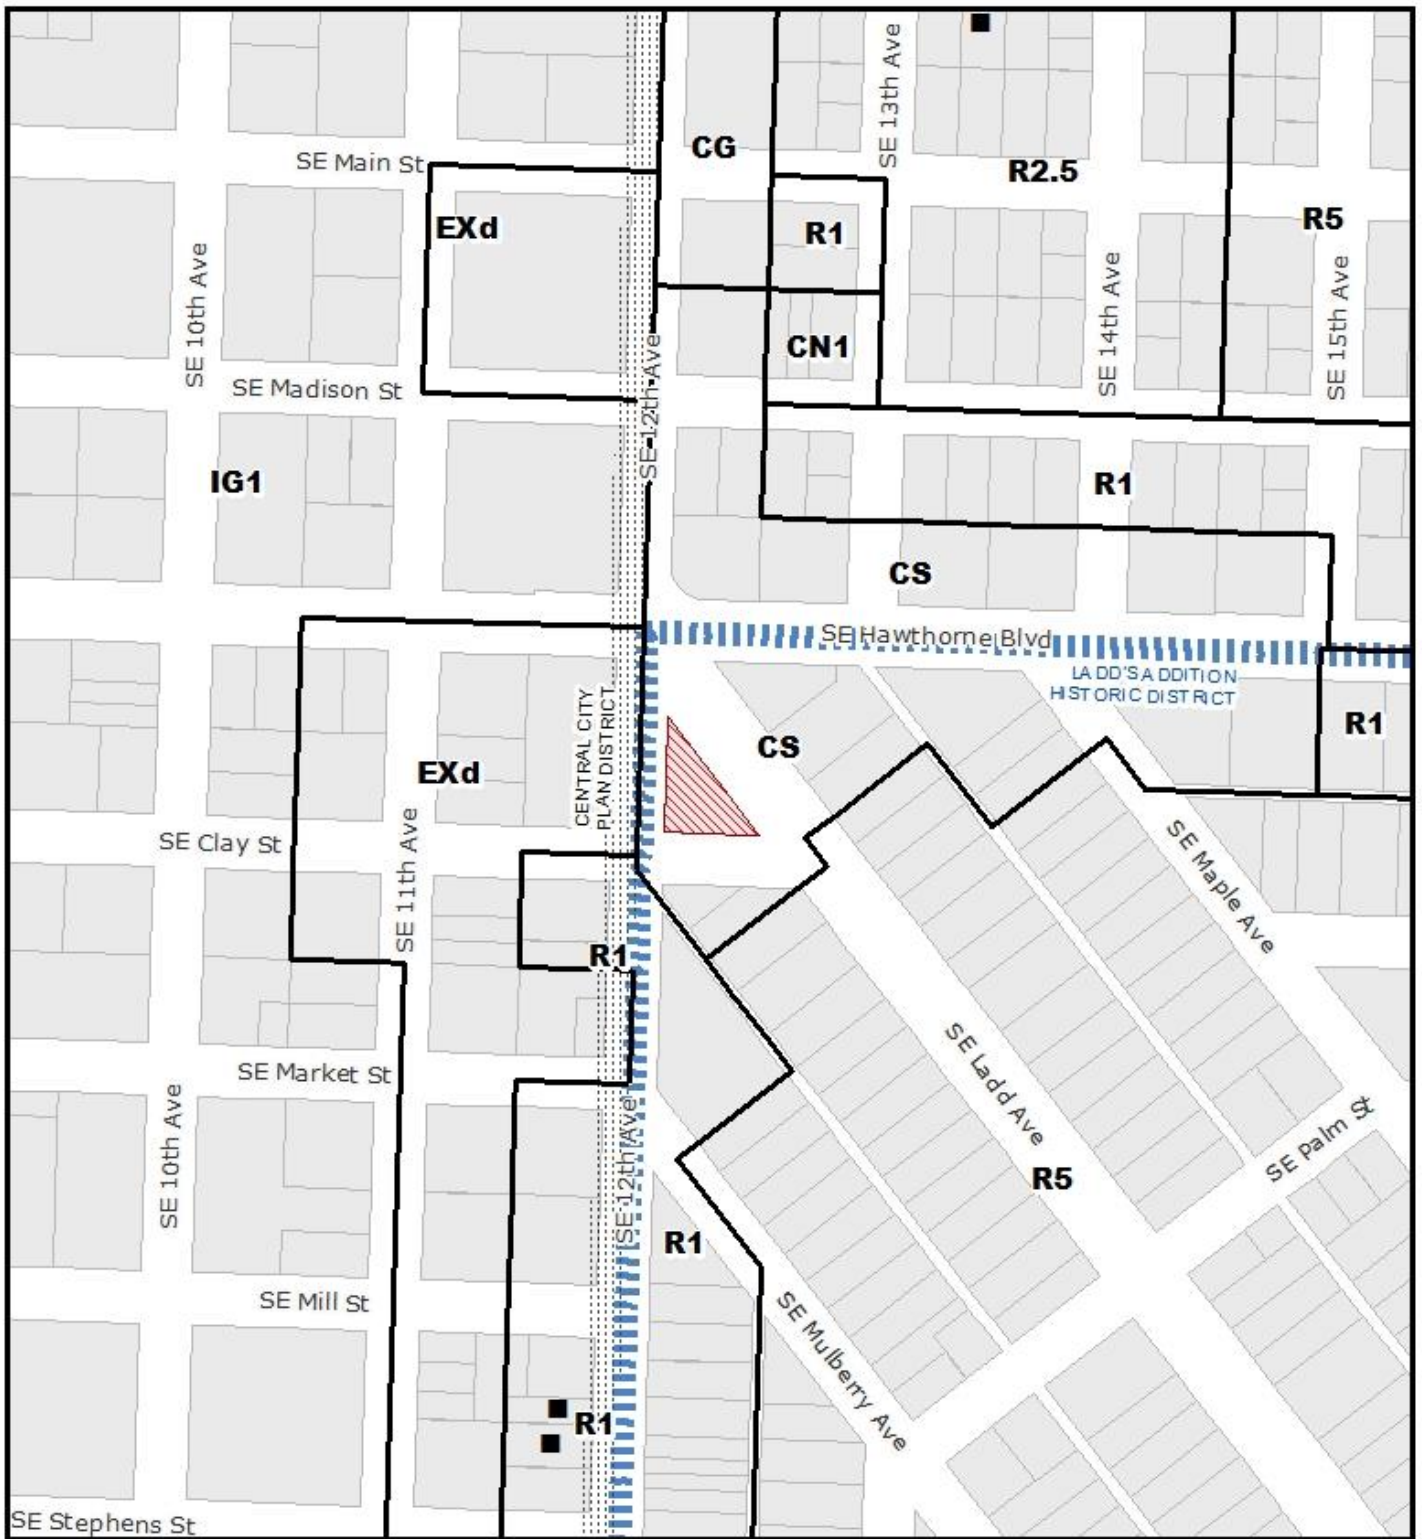 SE 13th Ave
CG
SE Main St
R2.5
EXd
R1
R5
SE 10th Ave
SE 14th Ave
SE 15th Ave
CN1
SE Madison St
SE 12th Ave
IG1
R1
CS
SE Hawthorne Blvd
LADD'S ADDITION
HISTORIC DISTRICT
R1
CS
CENTRAL CITY
PLAN DISTRICT
EXd
SE Clay St
SE 11th Ave
SE Maple Ave
R1
SE Market St
SE Ladd Ave
SE 10th Ave
SE 12th Ave
SE Palm St
R5
R1
SE Mill St
SE Mulberry Ave
R1
SE Stephens St